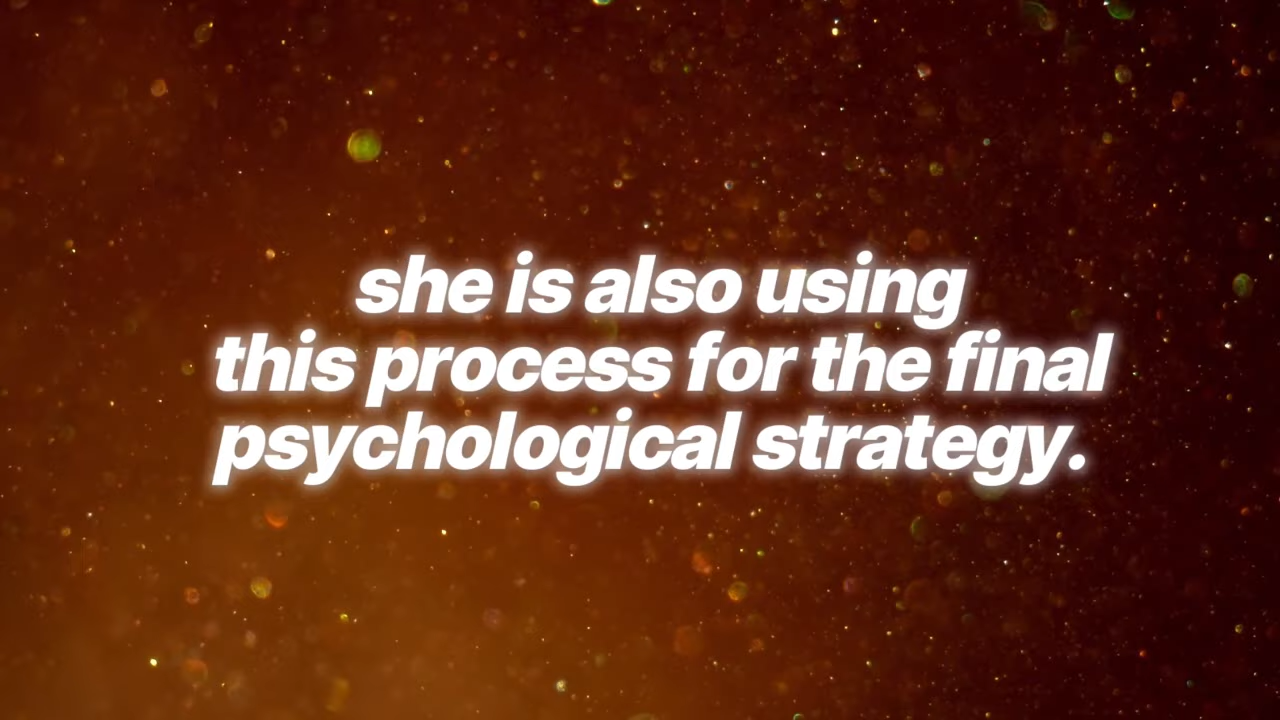 she is also using
this process for the final
psychological strategy.